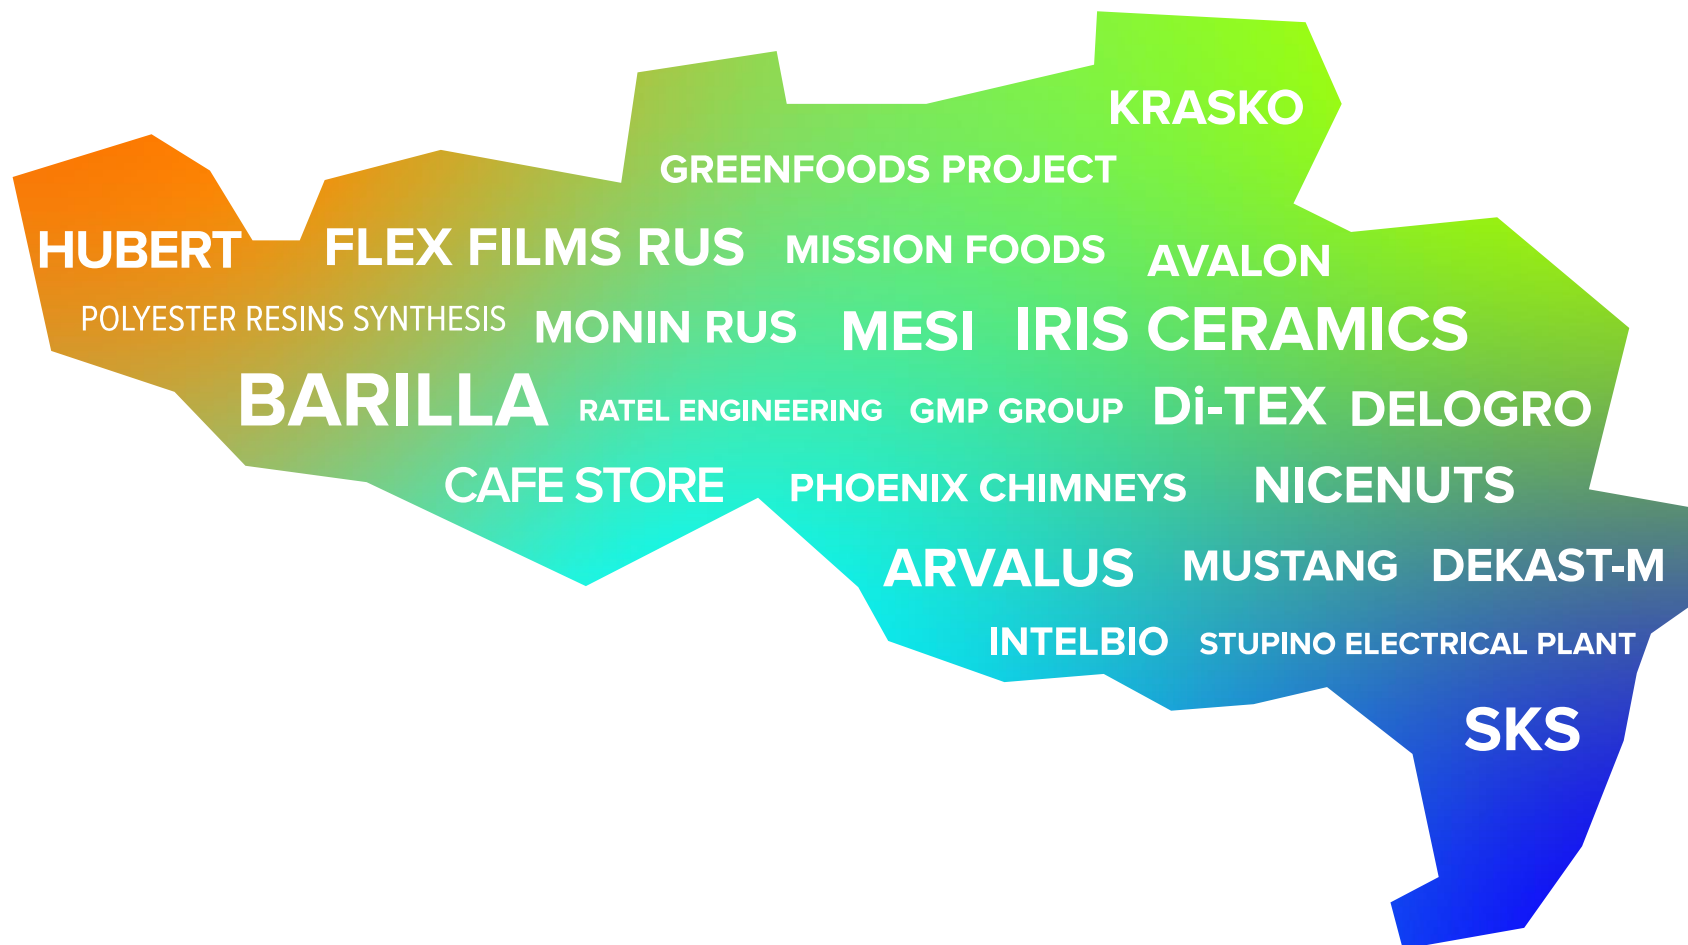 KRASKO
GREENFOODS PROJECT
HUBERT FLEX FILMS RUS MISSION FOODS AVALON
POLYESTER RESINS SYNTHESIS MONIN RUS MESI IRIS CERAMICS
BARILLA RATEL ENGINEERING GMP GROUP Di-TEX DELOGRO
CAFE STORE PHOENIX CHIMNEYS NICENUTS
ARVALUS MUSTANG DEKAST-M
INTELBIO STUPINO ELECTRICAL PLANT
SKS